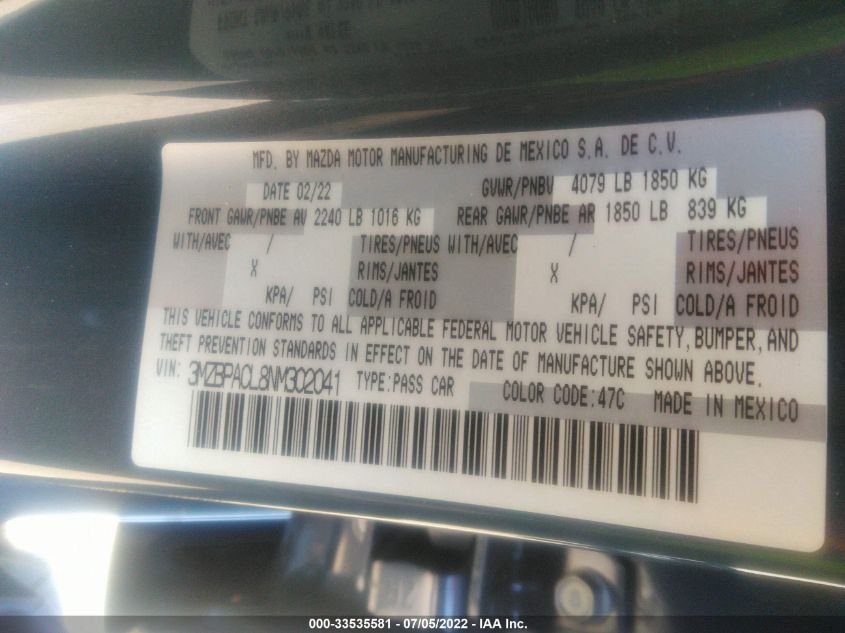 MFD. BY MAZDA MOTOR MANUFACTURING DE MEXICO S.A. DE C.V.
DATE 02/22 GVWR/PNBV 4079 LB 1850 KG
FRONT GAWR/PNBE AV 2240 LB 1016 KG REAR GAWR/PNBE AR 1850 LB 839 KG
WITH/AVEC / TIRES/PNEUS WITH/AVEC / TIRES/PNEUS
X RIMS/JANTES X RIMS/JANTES
KPA/ PSI COLD/A FROID KPA/ PSI COLD/A FROID
THIS VEHICLE CONFORMS TO ALL APPLICABLE FEDERAL MOTOR VEHICLE SAFETY, BUMPER, AND
THEFT PREVENTION STANDARDS IN EFFECT ON THE DATE OF MANUFACTURE SHOWN ABOVE.
VIN: 3MZBPACL8NM302041 TYPE:PASS CAR COLOR CODE:47C MADE IN MEXICO
000-33535581 - 07/05/2022 - IAA Inc.